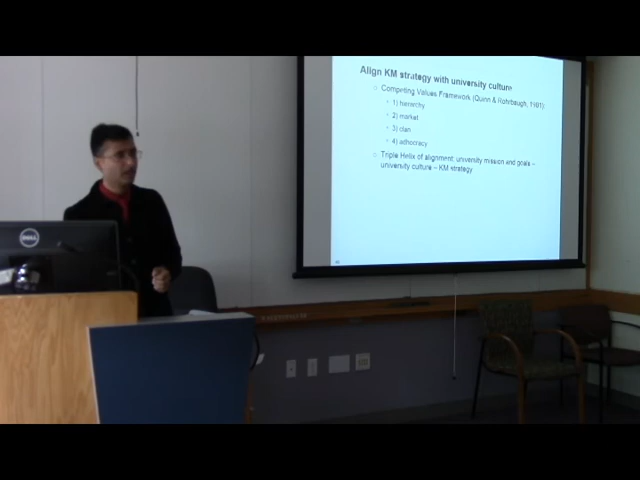 Align KM strategy with university culture
Competing Values Framework (Quinn & Rohrbaugh, 1981):
1) hierarchy
2) market
3) clan
4) adhocracy
Triple Helix of alignment: university mission and goals –
university culture – KM strategy
DELL